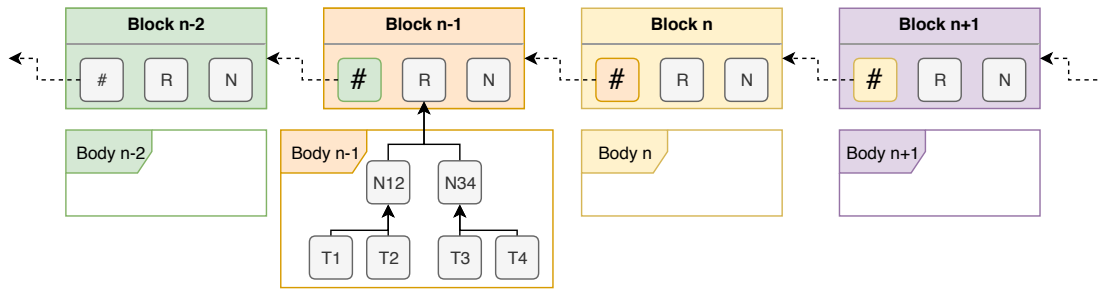 Block n-2
Block n-1
Block n
Block n+1
# R N
# R N
# R N
# R N
Body n-2
Body n-1
Body n
Body n+1
N12 N34
T1 T2 T3 T4